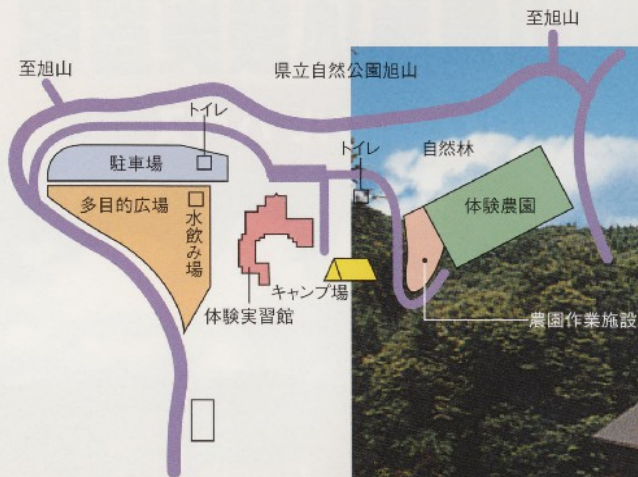 至旭山
至旭山
県立自然公園旭山
トイレ
駐車場
トイレ
自然林
多目的広場
水飲み場
体験農園
キャンプ場
体験実習館
農園作業施設